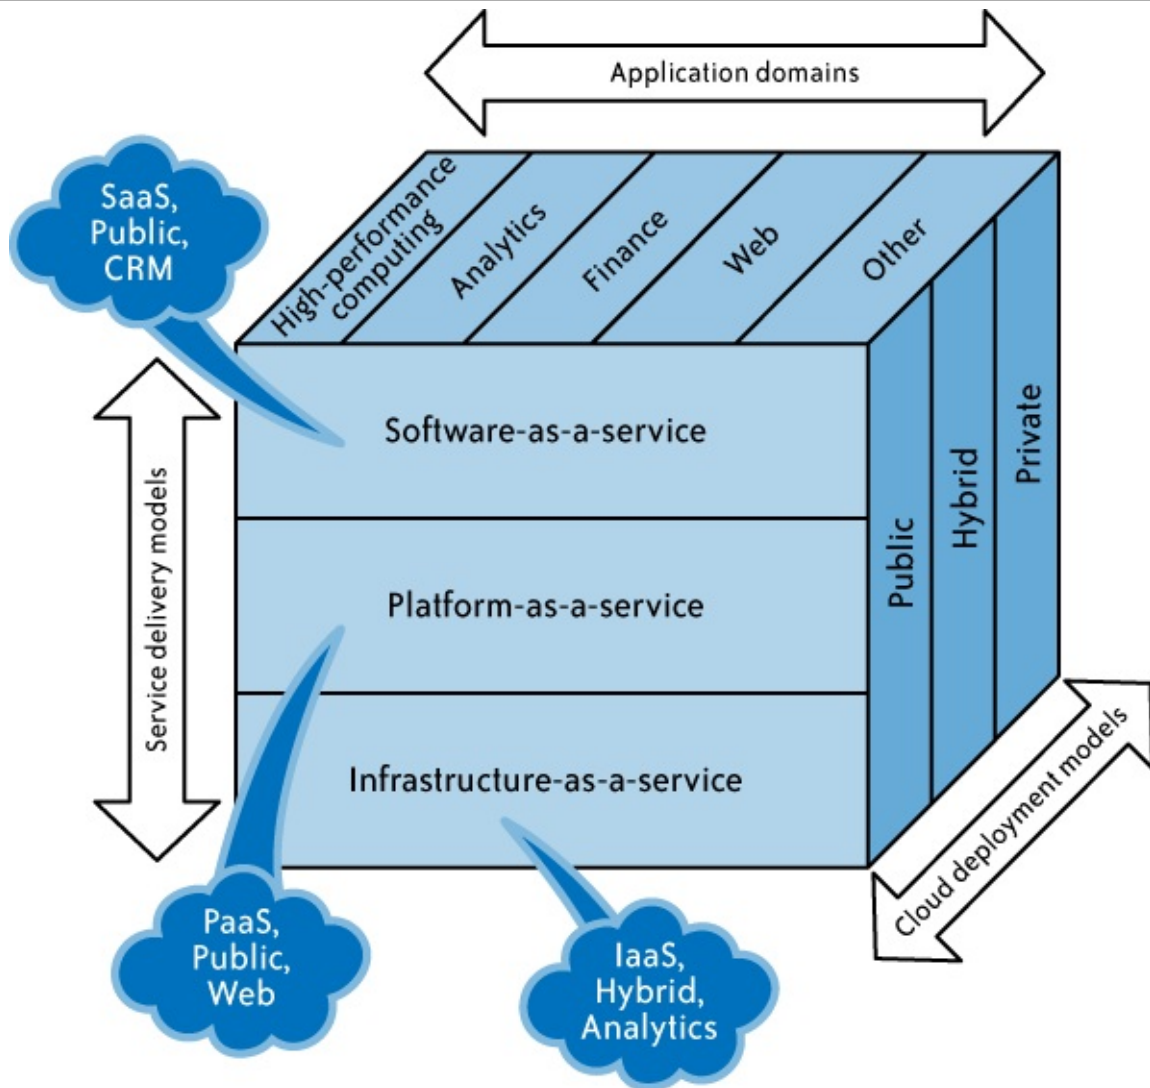 Application domains
SaaS,
Public,
CRM
High-performance
computing
Analytics
Finance
Web
Other
Service delivery models
Software-as-a-service
Platform-as-a-service
Infrastructure-as-a-service
Public
Hybrid
Private
Cloud deployment models
PaaS,
Public,
Web
IaaS,
Hybrid,
Analytics